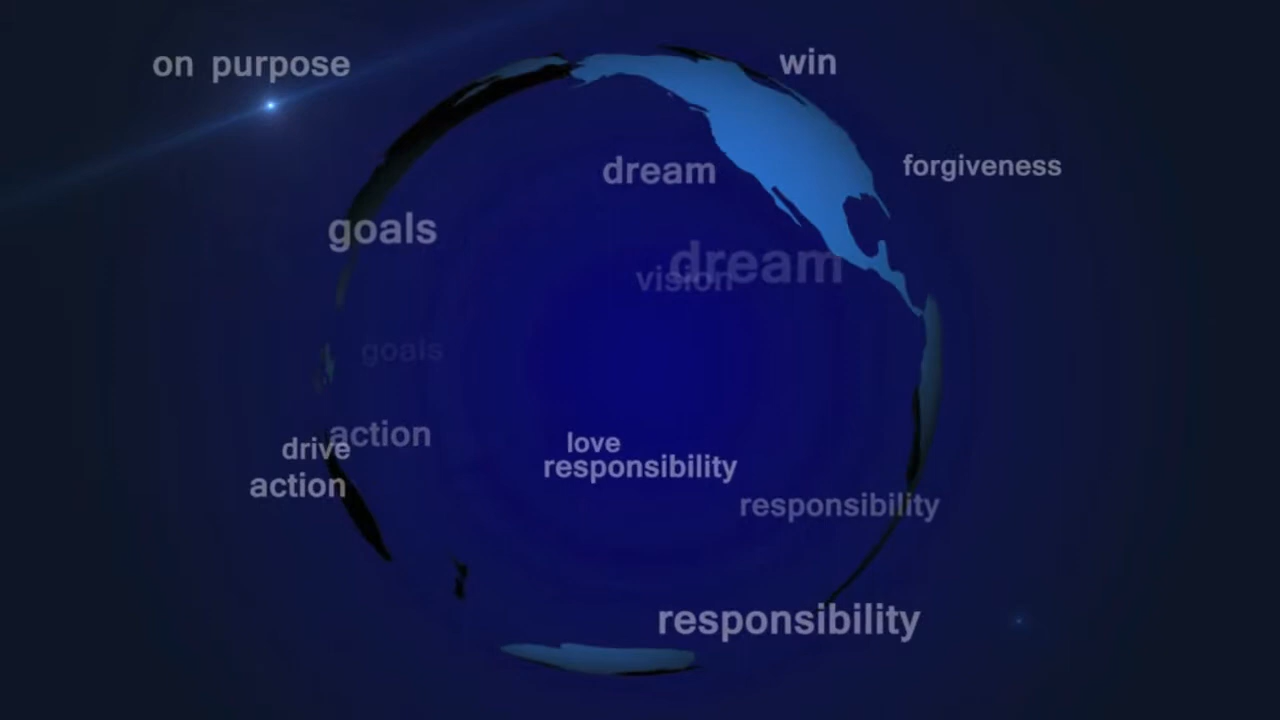 on purpose
win
dream
forgiveness
goals
dream
vision
goals
action
drive
action
love
responsibility
responsibility
responsibility